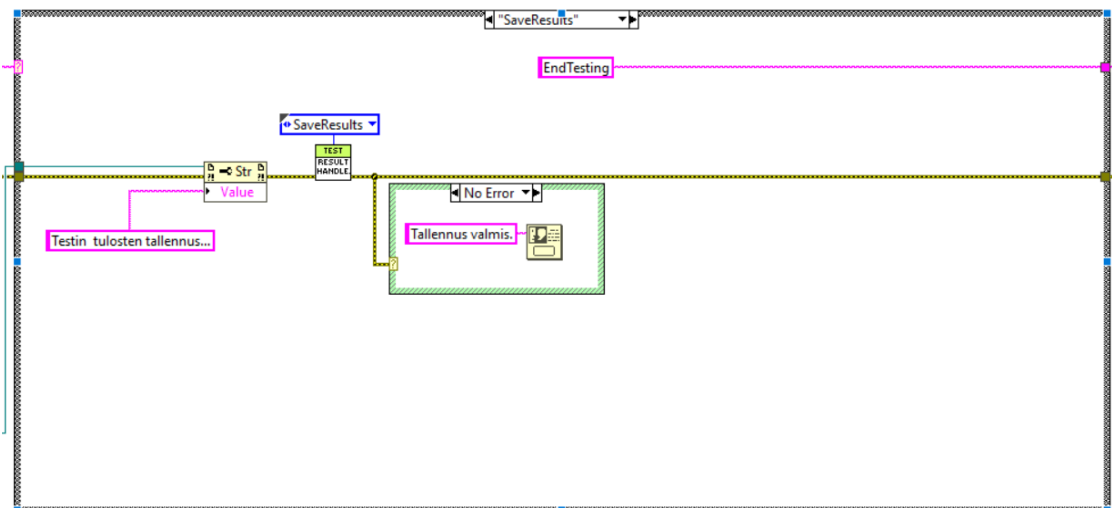 "SaveResults"
EndTesting
SaveResults
TEST
RESULT
HANDLE.
Str
Value
No Error
Testin tulosten tallennus...
Tallennus valmis.